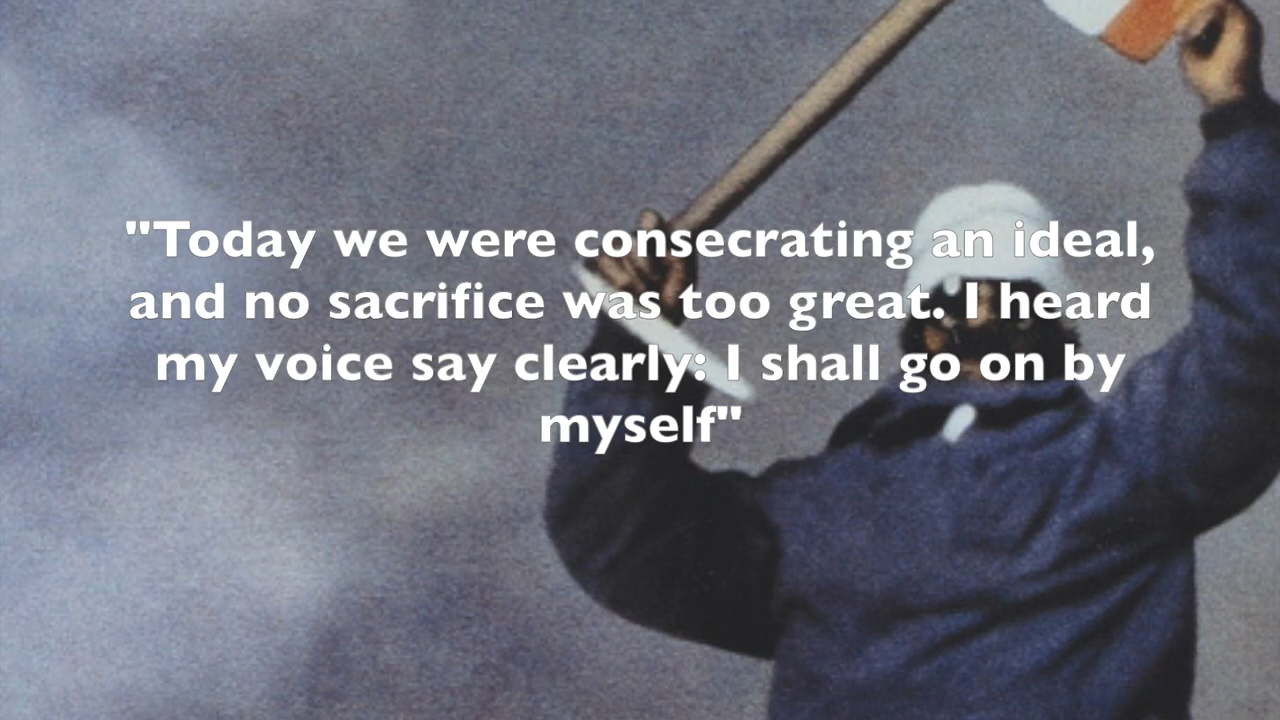 "Today we were consecrating an ideal,
and no sacrifice was too great. I heard
my voice say clearly: I shall go on by
myself"